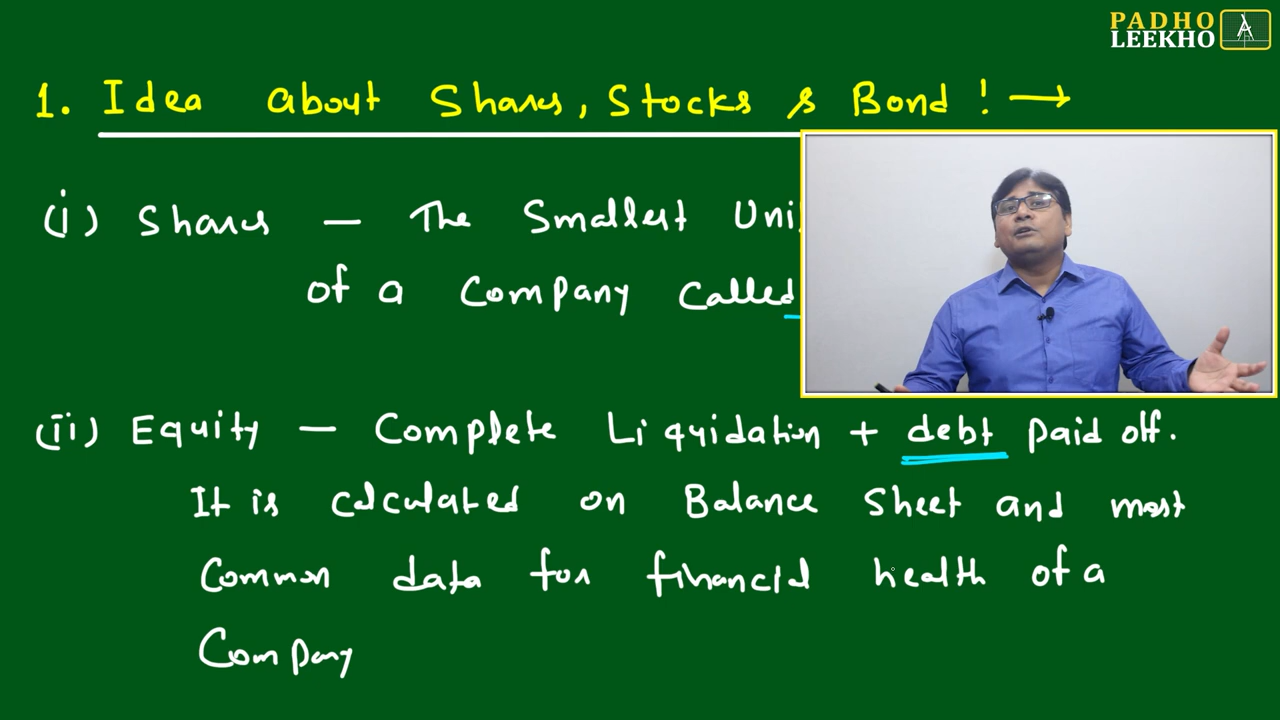 PADHO
LEEKHO
1. Idea about Shares, Stocks & Bond! →
(i) Shares — The Smallest Uni
of a Company Called
(ii) Equity — Complete Liquidation + debt paid off.
It is calculated on Balance Sheet and most
Common data for financial health of a
Company